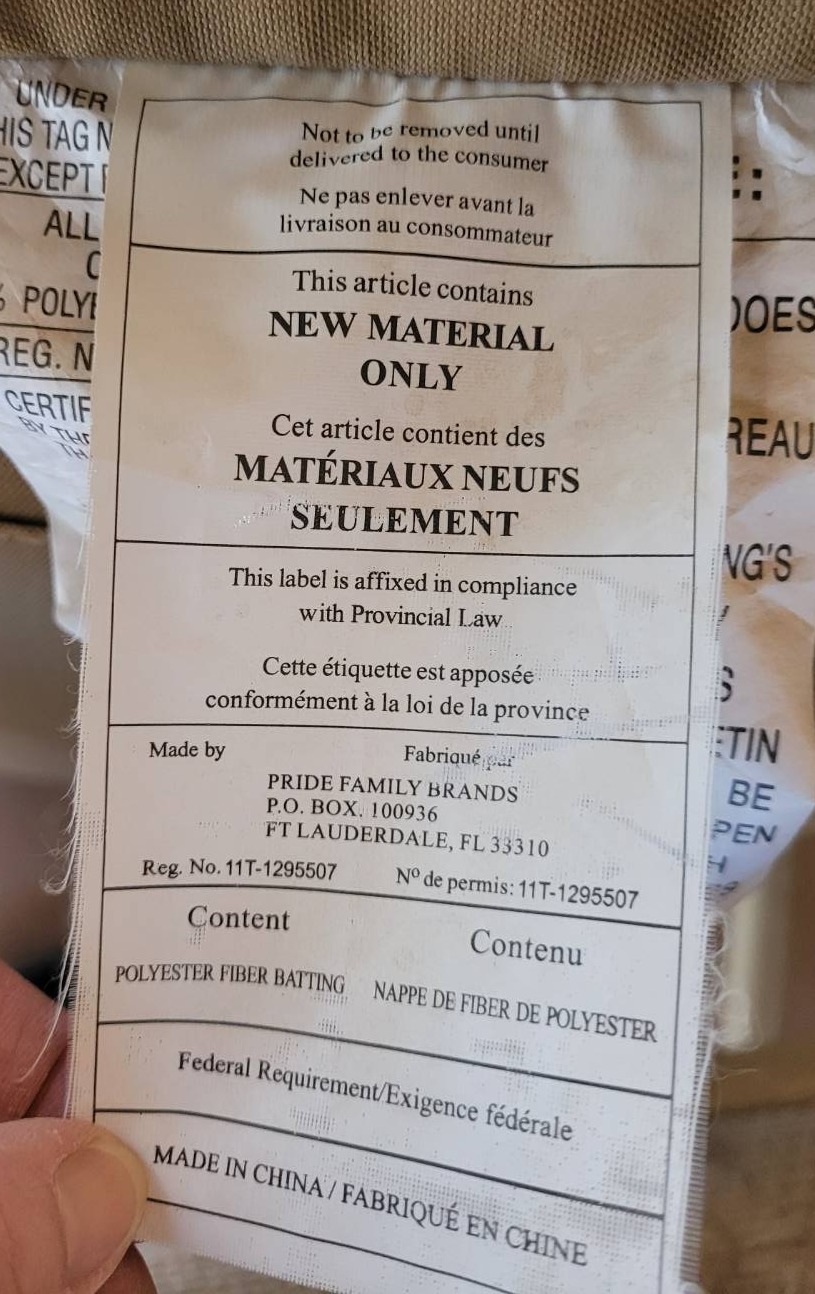 Not to be removed until
delivered to the consumer
Ne pas enlever avant la
livraison au consommateur
This article contains
NEW MATERIAL
ONLY
Cet article contient des
MATÉRIAUX NEUFS
SEULEMENT
This label is affixed in compliance
with Provincial Law
Cette étiquette est apposée
conformément à la loi de la province
Made by Fabriqué par
PRIDE FAMILY BRANDS
P.O. BOX. 100936
FT LAUDERDALE, FL 33310
Reg. No. 11T-1295507 Nº de permis: 11T-1295507
Content Contenu
POLYESTER FIBER BATTING NAPPE DE FIBER DE POLYESTER
Federal Requirement/Exigence fédérale
MADE IN CHINA / FABRIQUÉ EN CHINE
UNDER
HIS TAG N
EXCEPT
ALL
% POLYE
REG. N
CERTIF
BY THE
TH
DOES
REAU
NG'S
S
ETIN
BE
PEN
H